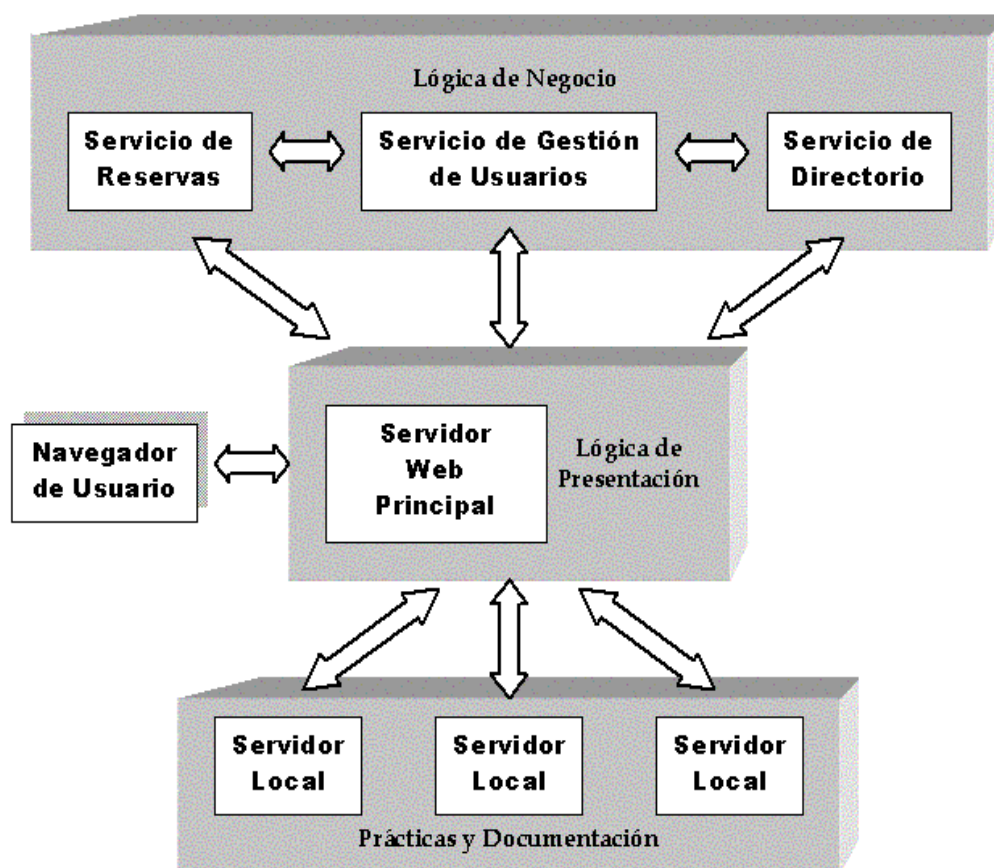 Lógica de Negocio
Servicio de
Reservas
Servicio de Gestión
de Usuarios
Servicio de
Directorio
Navegador
de Usuario
Servidor
Web
Principal
Lógica de
Presentación
Servidor
Local
Servidor
Local
Servidor
Local
Prácticas y Documentación